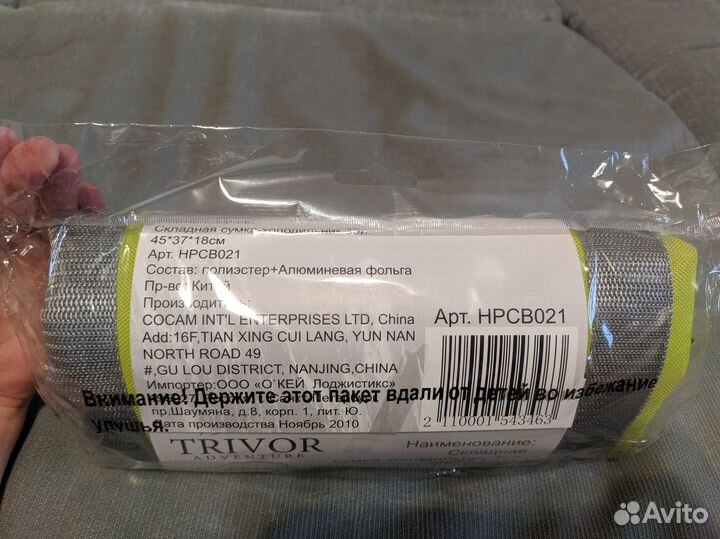 Складная сумка-холодильник
45*37*18см
Арт. HPCB021
Состав: полиэстер+Алюминевая фольга
Пр-во: Китай
Производитель:
COCAM INT'L ENTERPRISES LTD, China
Add:16F,TIAN XING CUI LANG, YUN NAN
NORTH ROAD 49
#,GU LOU DISTRICT, NANJING,CHINA
Импортер:ООО «О`КЕЙ Лоджистикс»
Внимание! Держите этот пакет вдали от детей во избежание
удушья.
пр.Шаумяна, д.8, корп. 1, лит. Ю.
Дата производства Ноябрь 2010
TRIVOR
ADVENTURE
Арт. HPCB021
2 110001 543463
Наименование:
Складная
Avito